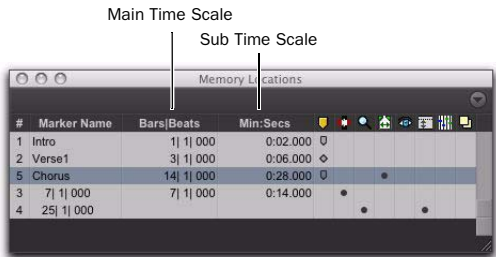 Main Time Scale
Sub Time Scale
Memory Locations
# Marker Name Bars|Beats Min:Secs
1 Intro 1| 1| 000 0:02.000
2 Verse1 3| 1| 000 0:06.000
5 Chorus 14| 1| 000 0:28.000
3 7| 1| 000 7| 1| 000 0:14.000
4 25| 1| 000